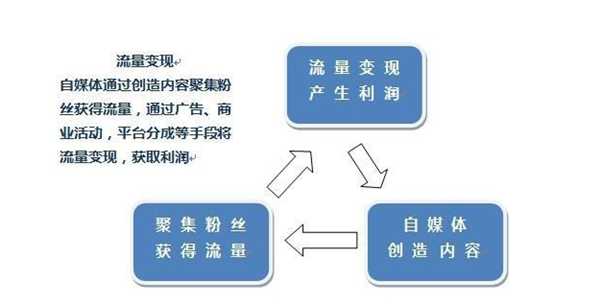 流量变现
自媒体通过创造内容聚集粉
丝获得流量，通过广告、商
业活动，平台分成等手段将
流量变现，获取利润
流量变现
产生利润
聚集粉丝
获得流量
自媒体
创造内容